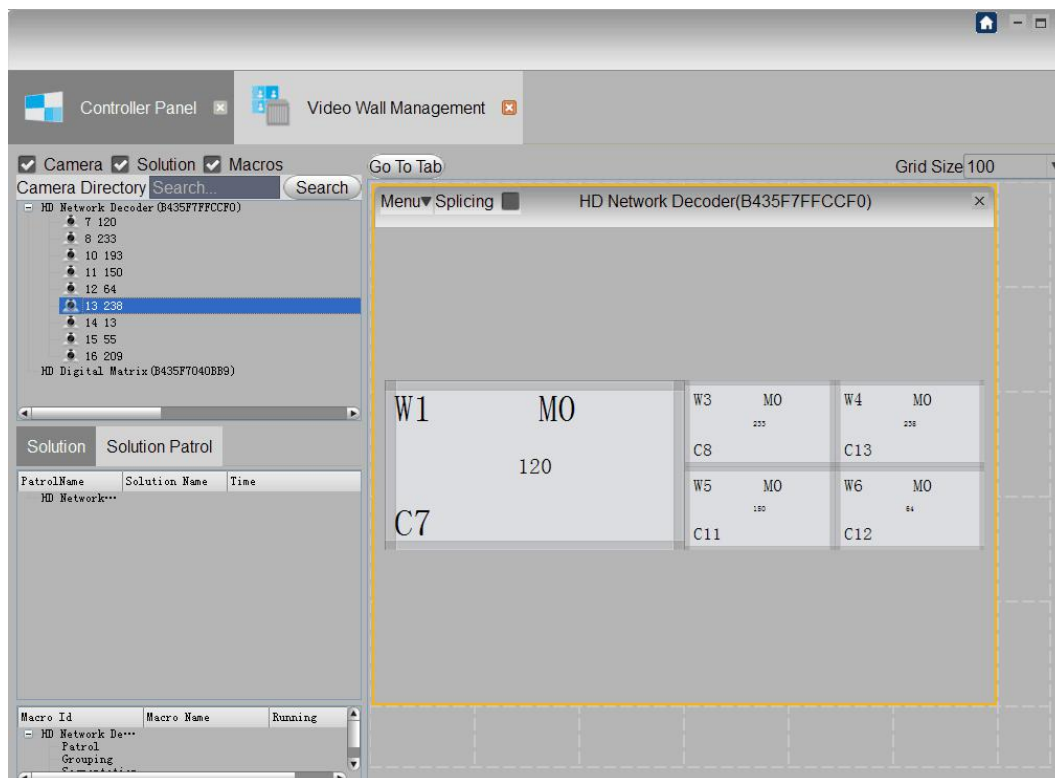 Controller Panel
Video Wall Management
Camera Solution Macros
Camera Directory Search... Search
HD Network Decoder(B435F7FFCCF0)
7 120
8 233
10 193
11 150
12 64
13 238
14 13
15 55
16 209
HD Digital Matrix(B435F7040BB9)
Solution Solution Patrol
PatrolName Solution Name Time
HD Network...
Macro Id Macro Name Running
HD Network De...
Patrol
Grouping
Go To Tab
Grid Size 100
Menu Splicing HD Network Decoder(B435F7FFCCF0)
W1 M0
120
C7
W3 M0
233
C8
W4 M0
238
C13
W5 M0
150
C11
W6 M0
64
C12